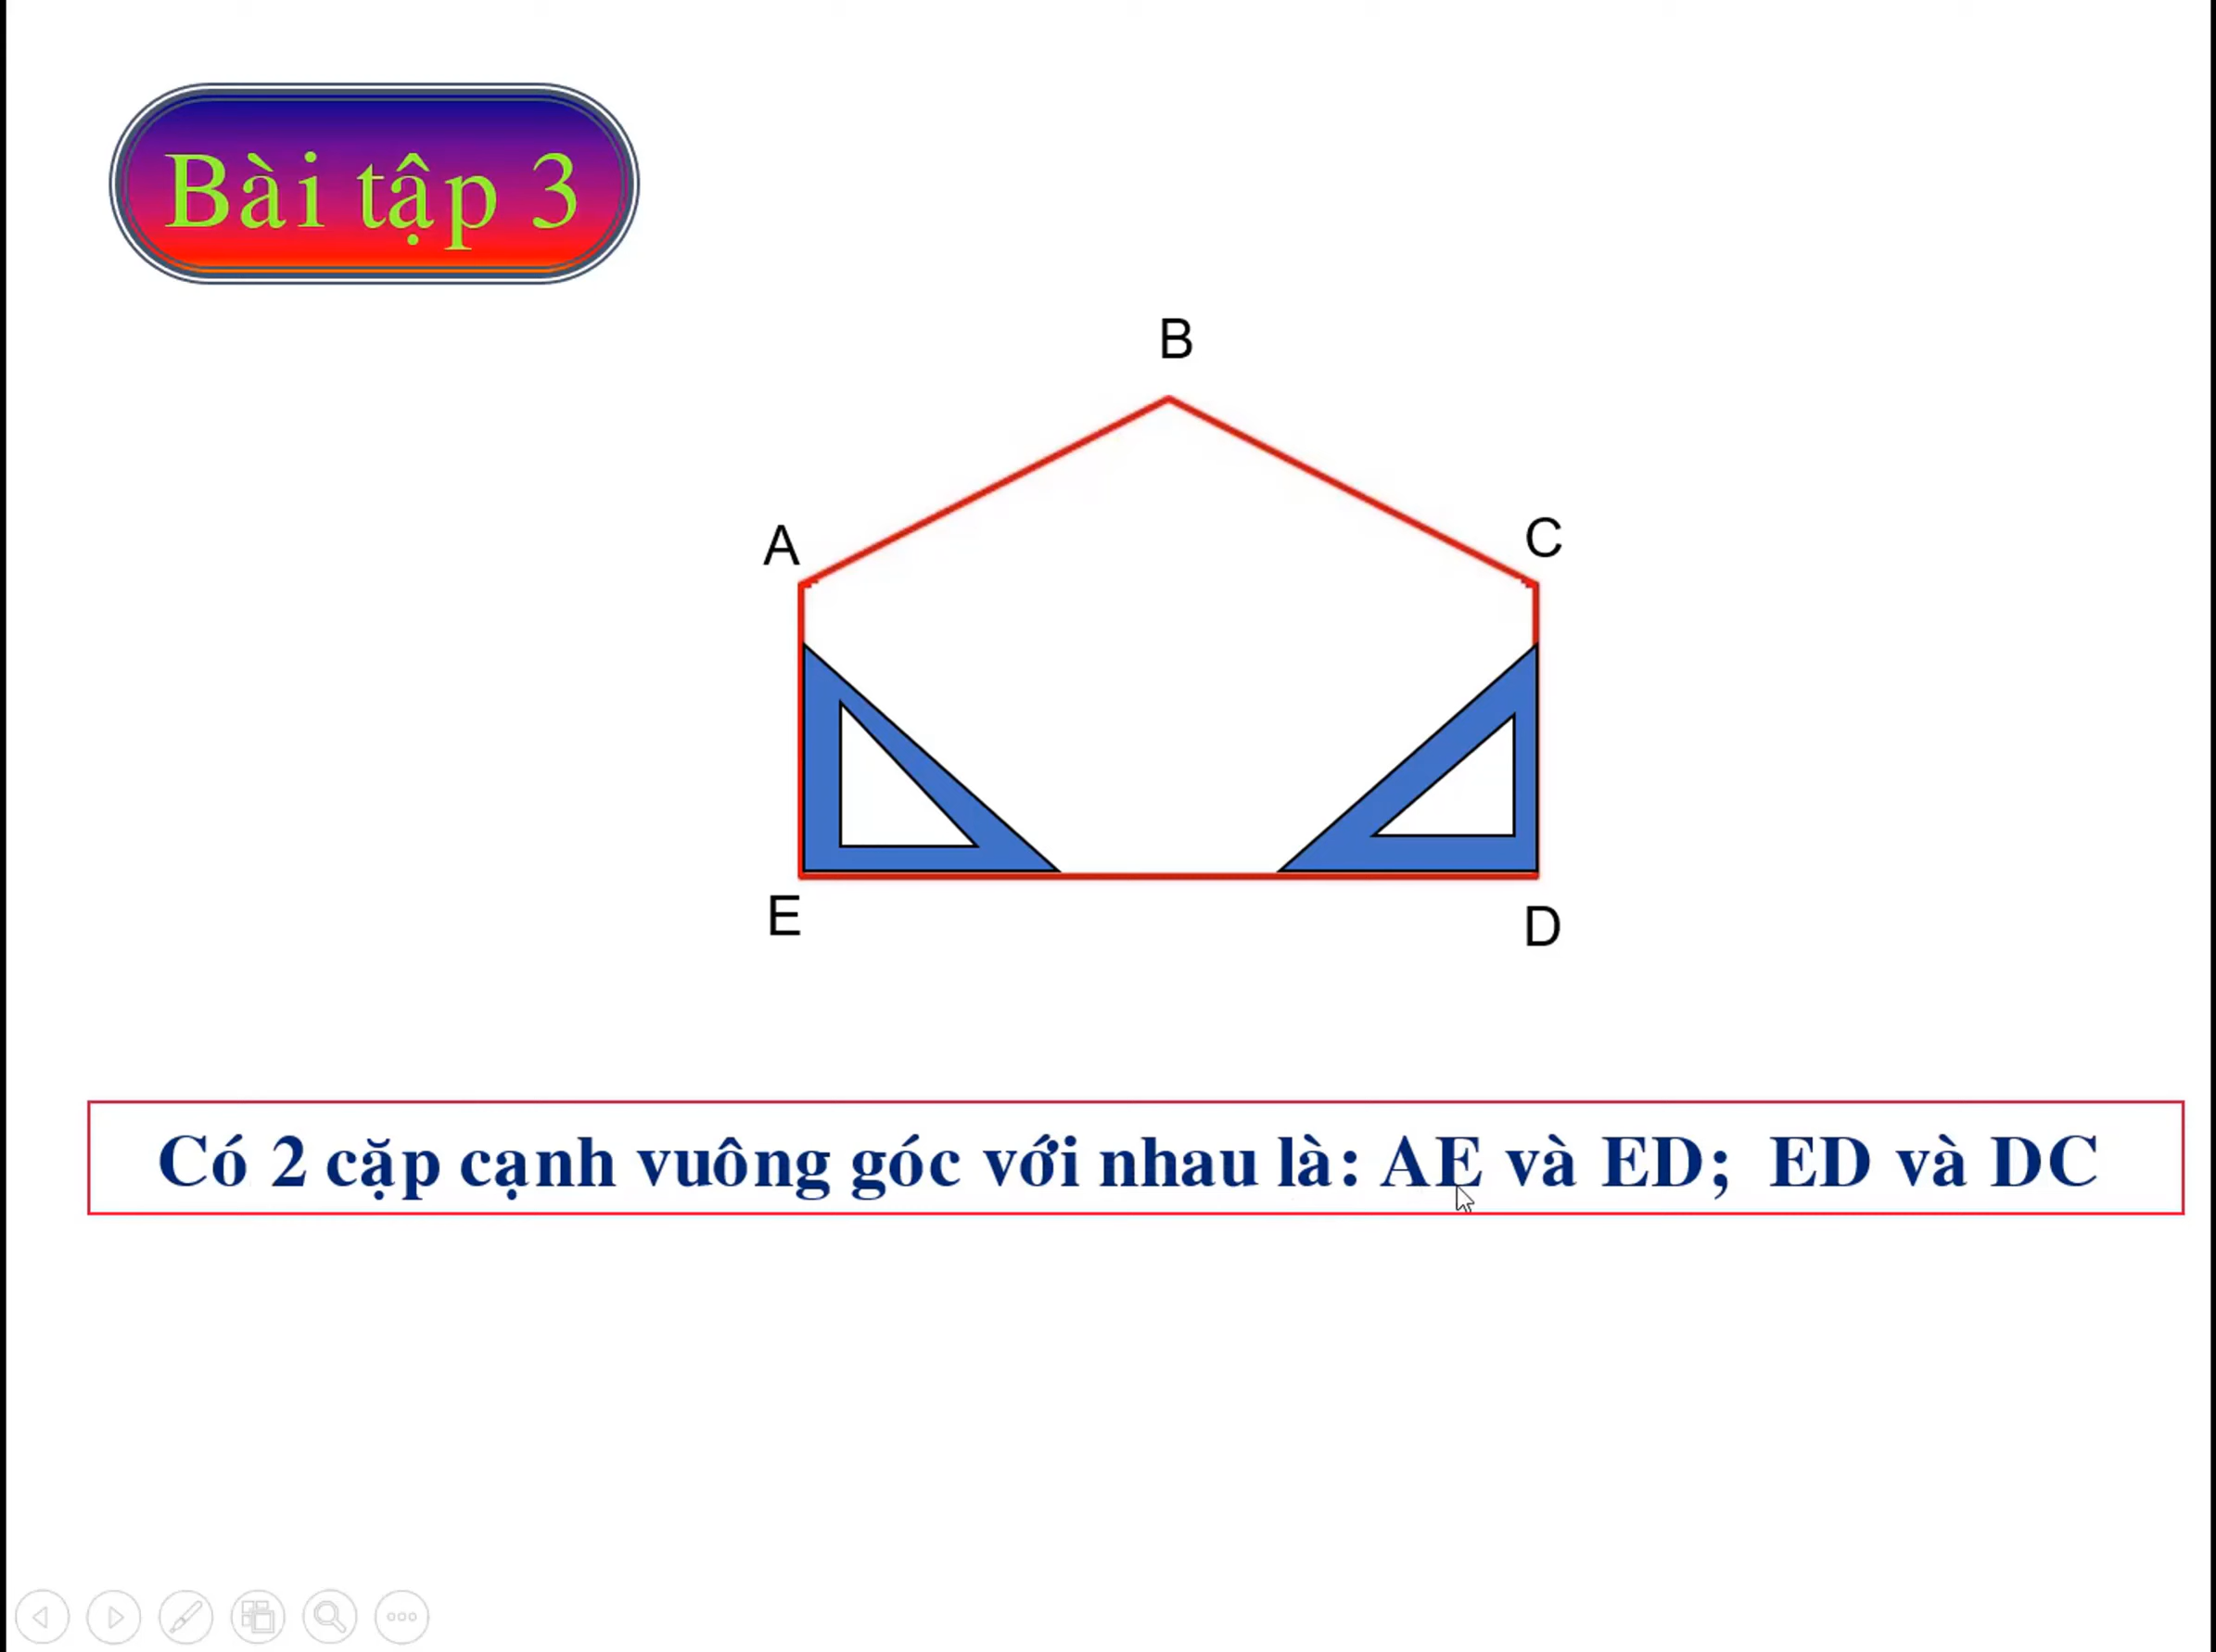 Bài tập 3
B
A
C
E
D
Có 2 cặp cạnh vuông góc với nhau là: AE và ED; ED và DC